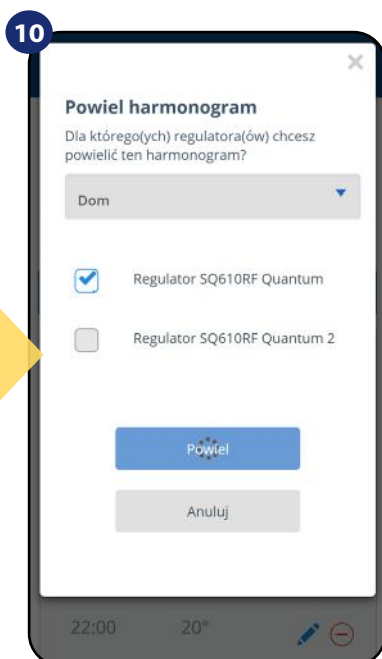 10
Powiel harmonogram
Dla którego(ych) regulatora(ów) chcesz
powielić ten harmonogram?
Dom
Regulator SQ610RF Quantum
Regulator SQ610RF Quantum 2
Powiel
Anuluj
22:00 20°